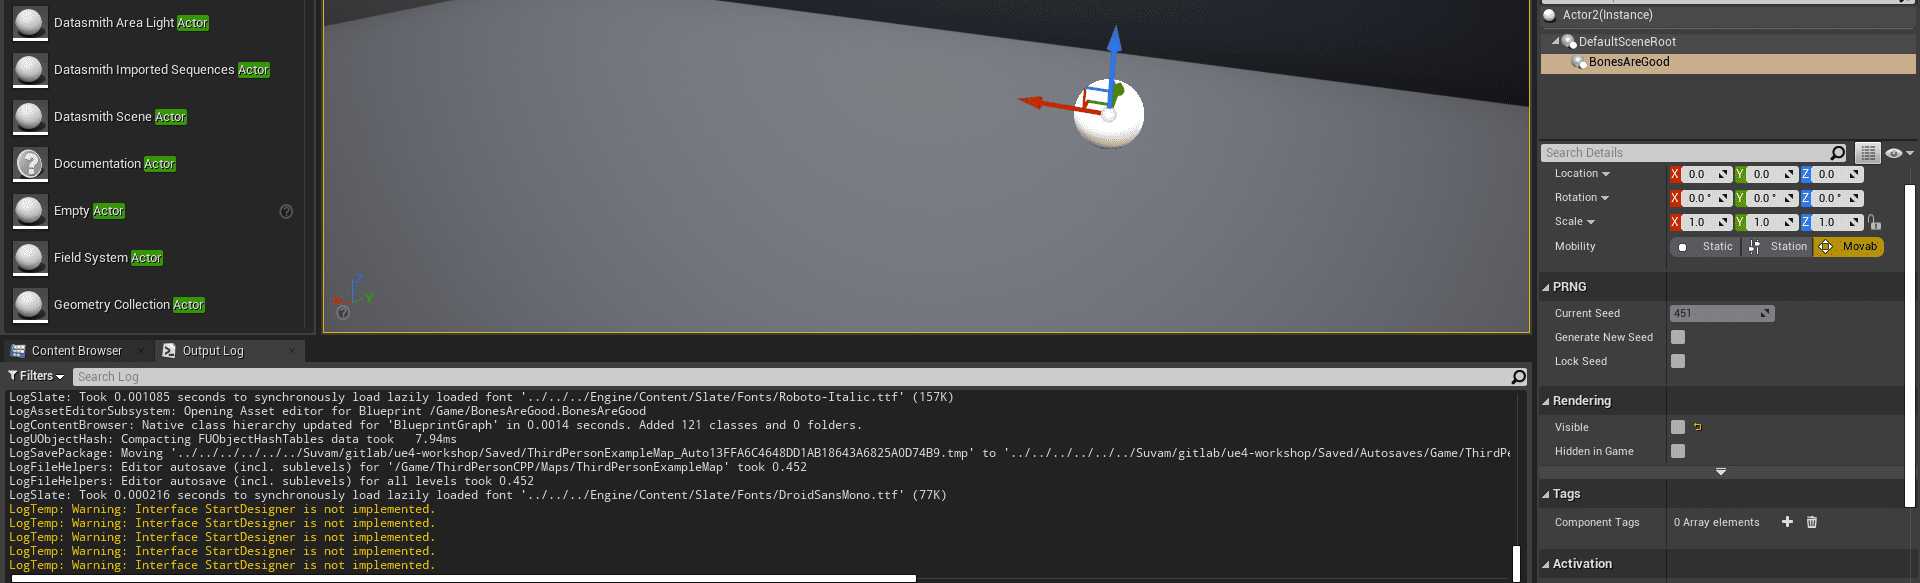 Datasmith Area Light Actor
Datasmith Imported Sequences Actor
Datasmith Scene Actor
Documentation Actor
Empty Actor
Field System Actor
Geometry Collection Actor
Z
X
Y
Content Browser
Output Log
Filters
Search Log
LogSlate: Took 0.001085 seconds to synchronously load lazily loaded font '../../../Engine/Content/Slate/Fonts/Roboto-Italic.ttf' (157K)
LogAssetEditorSubsystem: Opening Asset editor for Blueprint /Game/BonesAreGood.BonesAreGood
LogContentBrowser: Native class hierarchy updated for 'BlueprintGraph' in 0.0014 seconds. Added 121 classes and 0 folders.
LogUObjectHash: Compacting FUObjectHashTables data took   7.94ms
LogSavePackage: Moving '../../../../../../Suvam/gitlab/ue4-workshop/Saved/ThirdPersonExampleMap_Auto13FFA6C4648DD1AB18643A6825A0D74B9.tmp' to '../../../../../../Suvam/gitlab/ue4-workshop/Saved/Autosaves/Game/ThirdPe
LogFileHelpers: Editor autosave (incl. sublevels) for '/Game/ThirdPersonCPP/Maps/ThirdPersonExampleMap' took 0.452
LogFileHelpers: Editor autosave (incl. sublevels) for all levels took 0.452
LogSlate: Took 0.000216 seconds to synchronously load lazily loaded font '../../../Engine/Content/Slate/Fonts/DroidSansMono.ttf' (77K)
LogTemp: Warning: Interface StartDesigner is not implemented.
LogTemp: Warning: Interface StartDesigner is not implemented.
LogTemp: Warning: Interface StartDesigner is not implemented.
LogTemp: Warning: Interface StartDesigner is not implemented.
LogTemp: Warning: Interface StartDesigner is not implemented.
Actor2(Instance)
DefaultSceneRoot
BonesAreGood
Search Details
Location X 0.0 Y 0.0 Z 0.0
Rotation X 0.0 ° Y 0.0 ° Z 0.0 °
Scale X 1.0 Y 1.0 Z 1.0
Mobility Static Station Movab
PRNG
Current Seed 451
Generate New Seed
Lock Seed
Rendering
Visible
Hidden in Game
Tags
Component Tags 0 Array elements
Activation